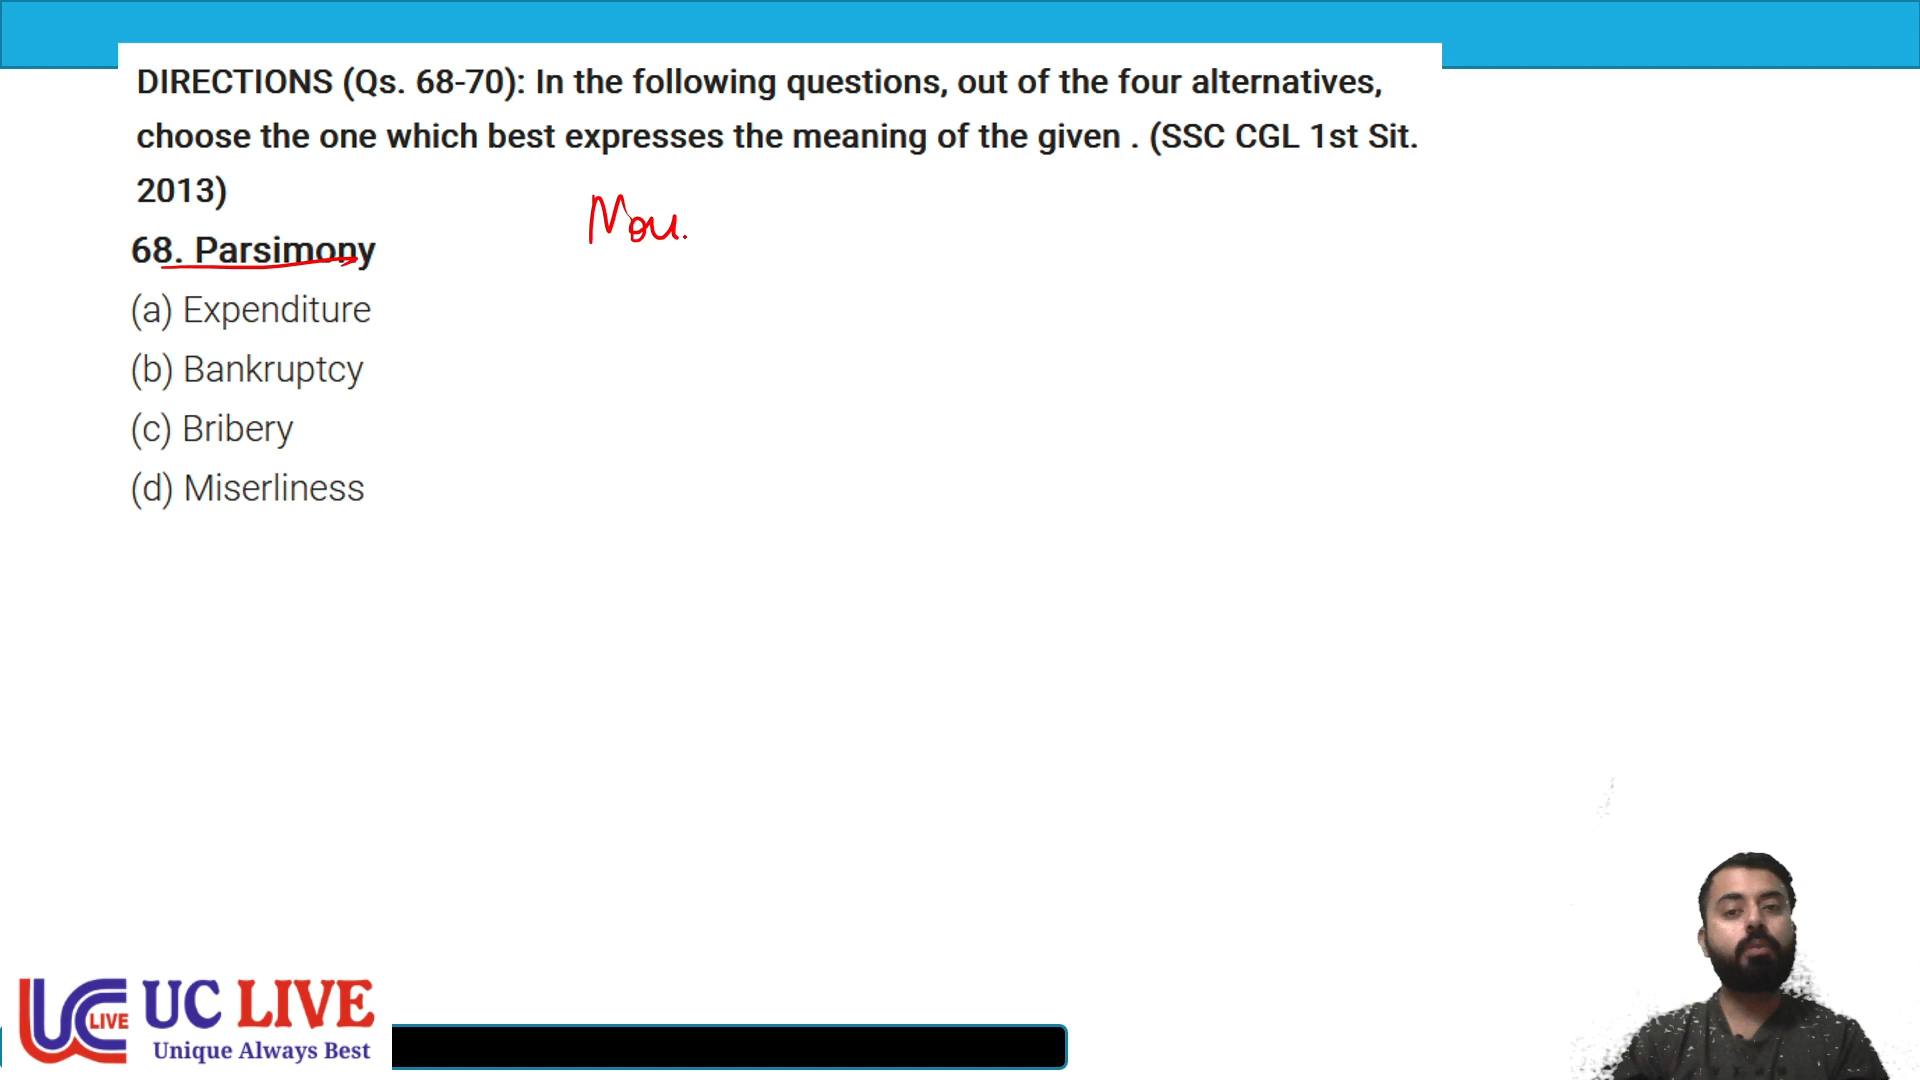 DIRECTIONS (Qs. 68-70): In the following questions, out of the four alternatives,
choose the one which best expresses the meaning of the given . (SSC CGL 1st Sit.
2013)
68. Parsimony
(a) Expenditure
(b) Bankruptcy
(c) Bribery
(d) Miserliness
LIVE
UC LIVE
Unique Always Best